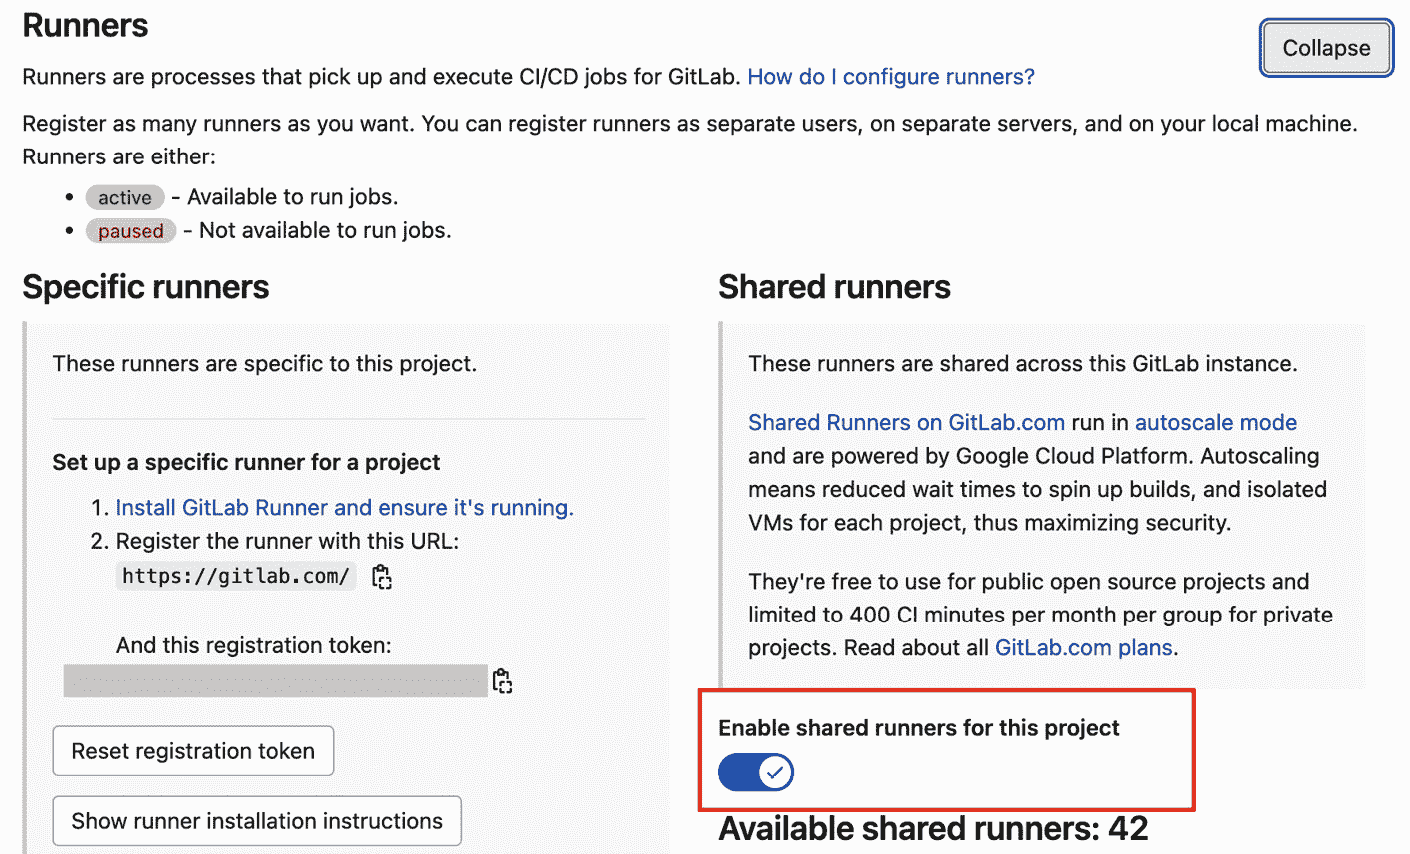 Runners
Collapse
Runners are processes that pick up and execute CI/CD jobs for GitLab. How do I configure runners?
Register as many runners as you want. You can register runners as separate users, on separate servers, and on your local machine.
Runners are either:
• active - Available to run jobs.
• paused - Not available to run jobs.
Specific runners
These runners are specific to this project.
Set up a specific runner for a project
1. Install GitLab Runner and ensure it's running.
2. Register the runner with this URL:
https://gitlab.com/
And this registration token:
Reset registration token
Show runner installation instructions
Shared runners
These runners are shared across this GitLab instance.
Shared Runners on GitLab.com run in autoscale mode
and are powered by Google Cloud Platform. Autoscaling
means reduced wait times to spin up builds, and isolated
VMs for each project, thus maximizing security.
They're free to use for public open source projects and
limited to 400 CI minutes per month per group for private
projects. Read about all GitLab.com plans.
Enable shared runners for this project
Available shared runners: 42